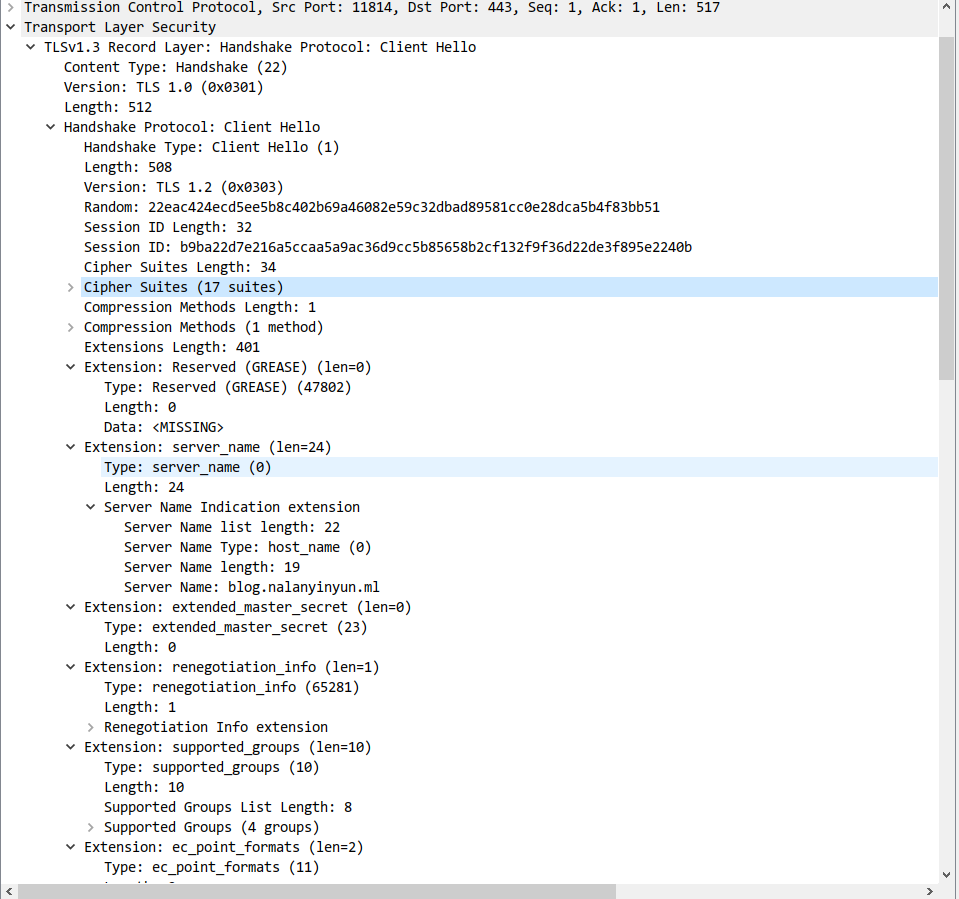 Transmission Control Protocol, Src Port: 11814, Dst Port: 443, Seq: 1, Ack: 1, Len: 517
Transport Layer Security
TLSv1.3 Record Layer: Handshake Protocol: Client Hello
Content Type: Handshake (22)
Version: TLS 1.0 (0x0301)
Length: 512
Handshake Protocol: Client Hello
Handshake Type: Client Hello (1)
Length: 508
Version: TLS 1.2 (0x0303)
Random: 22eac424ecd5ee5b8c402b69a46082e59c32dbad89581cc0e28dca5b4f83bb51
Session ID Length: 32
Session ID: b9ba22d7e216a5ccaa5a9ac36d9cc5b85658b2cf132f9f36d22de3f895e2240b
Cipher Suites Length: 34
Cipher Suites (17 suites)
Compression Methods Length: 1
Compression Methods (1 method)
Extensions Length: 401
Extension: Reserved (GREASE) (len=0)
Type: Reserved (GREASE) (47802)
Length: 0
Data: <MISSING>
Extension: server_name (len=24)
Type: server_name (0)
Length: 24
Server Name Indication extension
Server Name list length: 22
Server Name Type: host_name (0)
Server Name length: 19
Server Name: blog.nalanyinyun.ml
Extension: extended_master_secret (len=0)
Type: extended_master_secret (23)
Length: 0
Extension: renegotiation_info (len=1)
Type: renegotiation_info (65281)
Length: 1
Renegotiation Info extension
Extension: supported_groups (len=10)
Type: supported_groups (10)
Length: 10
Supported Groups List Length: 8
Supported Groups (4 groups)
Extension: ec_point_formats (len=2)
Type: ec_point_formats (11)